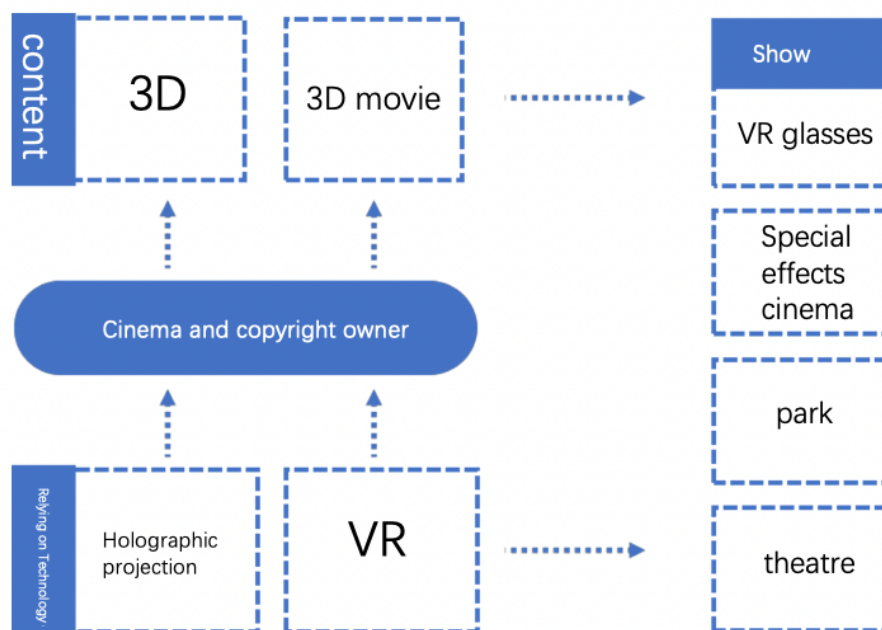 content
3D
3D movie
Show
VR glasses
Special
effects
cinema
Cinema and copyright owner
park
Relying on Technology
Holographic
projection
VR
theatre